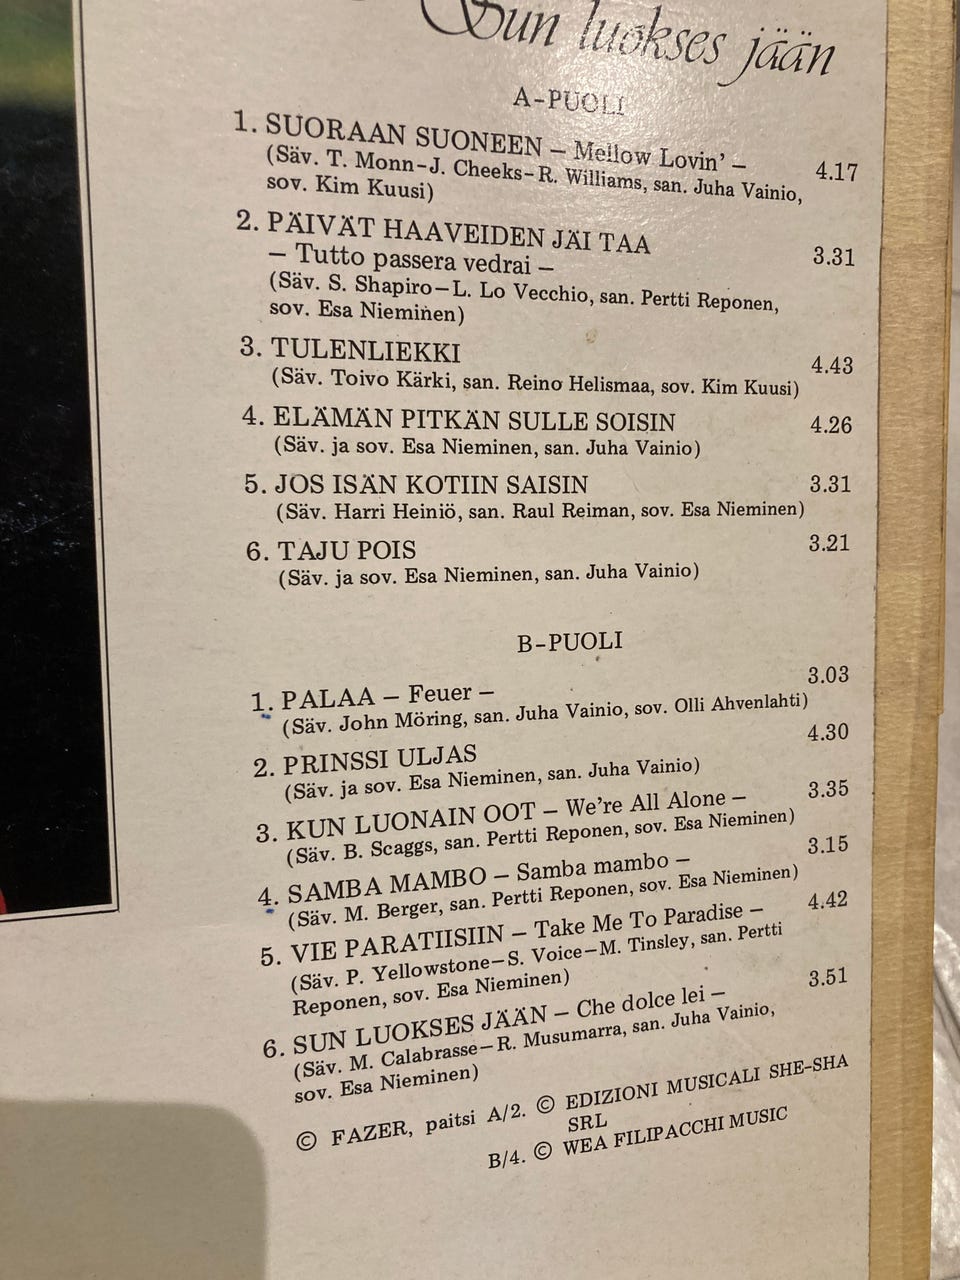 Sun luokses jään
A-PUOLI
1. SUORAAN SUONEEN – Mellow Lovin' – 4.17
(Säv. T. Monn-J. Cheeks-R. Williams, san. Juha Vainio,
sov. Kim Kuusi)
2. PÄIVÄT HAAVEIDEN JÄI TAA 3.31
– Tutto passera vedrai –
(Säv. S. Shapiro-L. Lo Vecchio, san. Pertti Reponen,
sov. Esa Nieminen)
3. TULENLIEKKI 4.43
(Säv. Toivo Kärki, san. Reino Helismaa, sov. Kim Kuusi)
4. ELÄMÄN PITKÄN SULLE SOISIN 4.26
(Säv. ja sov. Esa Nieminen, san. Juha Vainio)
5. JOS ISÄN KOTIIN SAISIN 3.31
(Säv. Harri Heiniö, san. Raul Reiman, sov. Esa Nieminen)
6. TAJU POIS 3.21
(Säv. ja sov. Esa Nieminen, san. Juha Vainio)
B-PUOLI
1. PALAA – Feuer – 3.03
(Säv. John Möring, san. Juha Vainio, sov. Olli Ahvenlahti)
2. PRINSSI ULJAS 4.30
(Säv. ja sov. Esa Nieminen, san. Juha Vainio)
3. KUN LUONAIN OOT – We're All Alone – 3.35
(Säv. B. Scaggs, san. Pertti Reponen, sov. Esa Nieminen)
4. SAMBA MAMBO – Samba mambo – 3.15
(Säv. M. Berger, san. Pertti Reponen, sov. Esa Nieminen)
5. VIE PARATIISIIN – Take Me To Paradise – 4.42
(Säv. P. Yellowstone-S. Voice-M. Tinsley, san. Pertti
Reponen, sov. Esa Nieminen)
6. SUN LUOKSES JÄÄN – Che dolce lei – 3.51
(Säv. M. Calabrasse-R. Musumarra, san. Juha Vainio,
sov. Esa Nieminen)
© FAZER, paitsi A/2. © EDIZIONI MUSICALI SHE-SHA
SRL
B/4. © WEA FILIPACCHI MUSIC